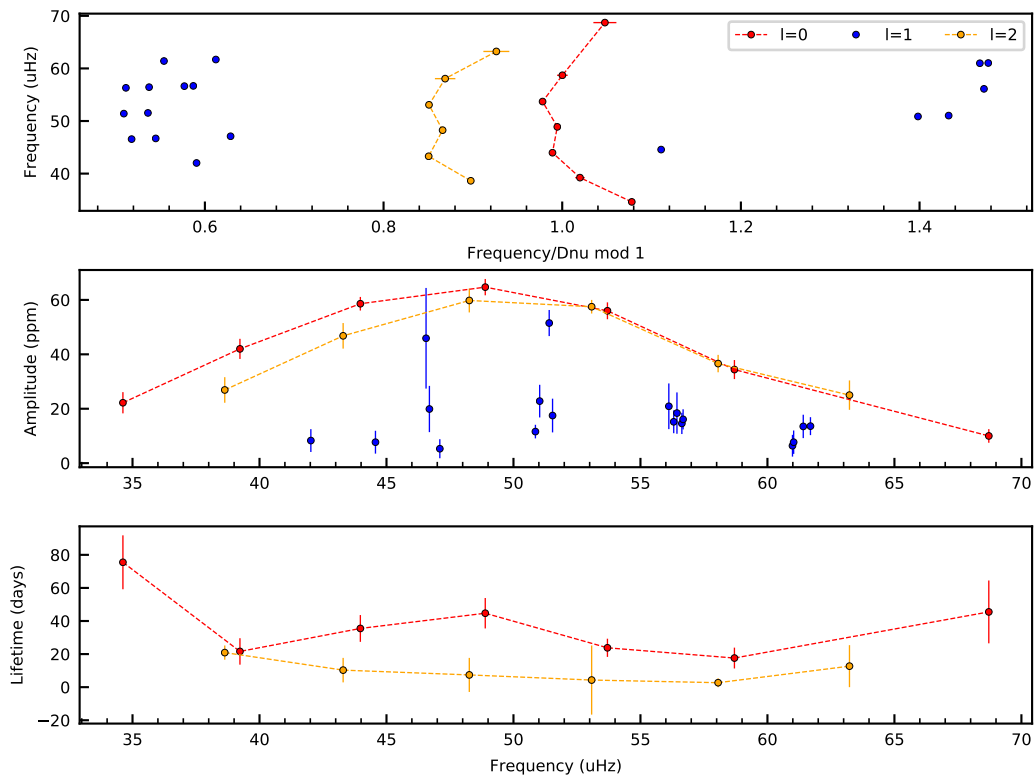 70
60
50
40
Frequency (uHz)
l=0 l=1 l=2
0.6 0.8 1.0 1.2 1.4
Frequency/Dnu mod 1
60
40
20
0
Amplitude (ppm)
35 40 45 50 55 60 65 70
80
60
40
20
0
−20
Lifetime (days)
35 40 45 50 55 60 65 70
Frequency (uHz)